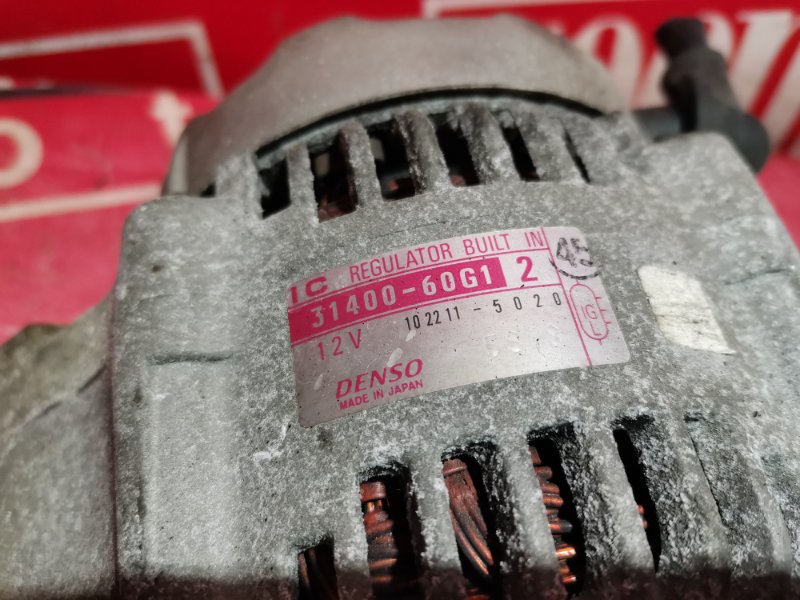 IC REGULATOR BUILT IN
45
31400-60G1 2
12V 102211-5020
IG
L
DENSO
MADE IN JAPAN